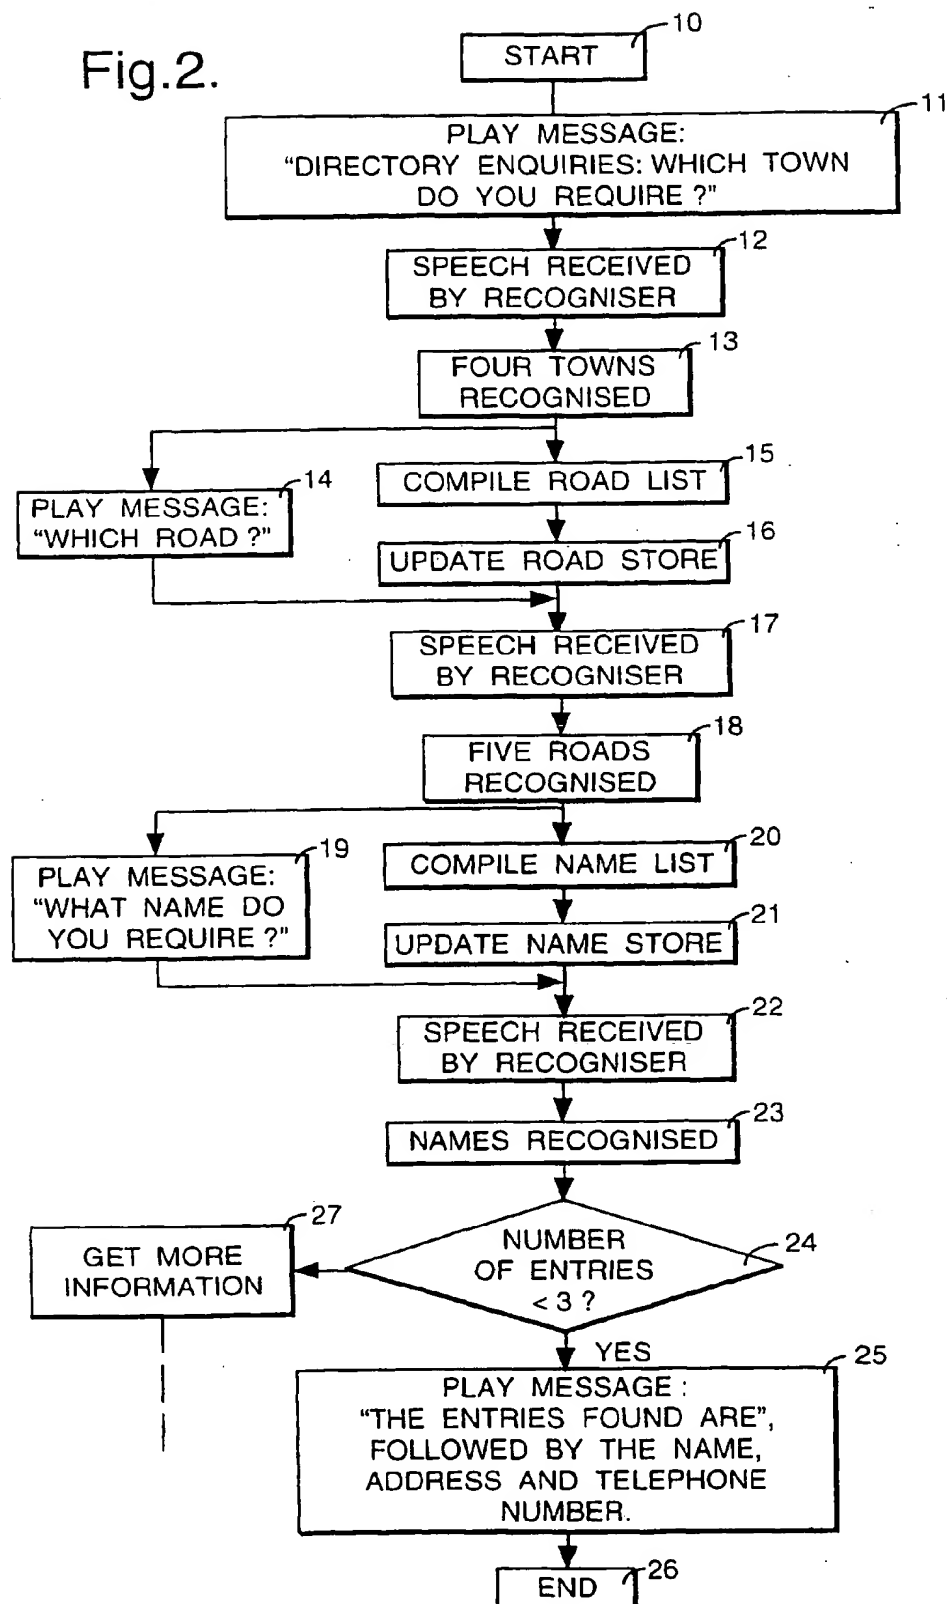 Fig.2.
10
START
11
PLAY MESSAGE:
“DIRECTORY ENQUIRIES: WHICH TOWN
DO YOU REQUIRE ?”
12
SPEECH RECEIVED
BY RECOGNISER
13
FOUR TOWNS
RECOGNISED
14
PLAY MESSAGE:
“WHICH ROAD ?”
15
COMPILE ROAD LIST
16
UPDATE ROAD STORE
17
SPEECH RECEIVED
BY RECOGNISER
18
FIVE ROADS
RECOGNISED
19
PLAY MESSAGE:
“WHAT NAME DO
YOU REQUIRE ?”
20
COMPILE NAME LIST
21
UPDATE NAME STORE
22
SPEECH RECEIVED
BY RECOGNISER
23
NAMES RECOGNISED
24
NUMBER
OF ENTRIES
< 3 ?
27
GET MORE
INFORMATION
YES
25
PLAY MESSAGE :
“THE ENTRIES FOUND ARE”,
FOLLOWED BY THE NAME,
ADDRESS AND TELEPHONE
NUMBER.
26
END